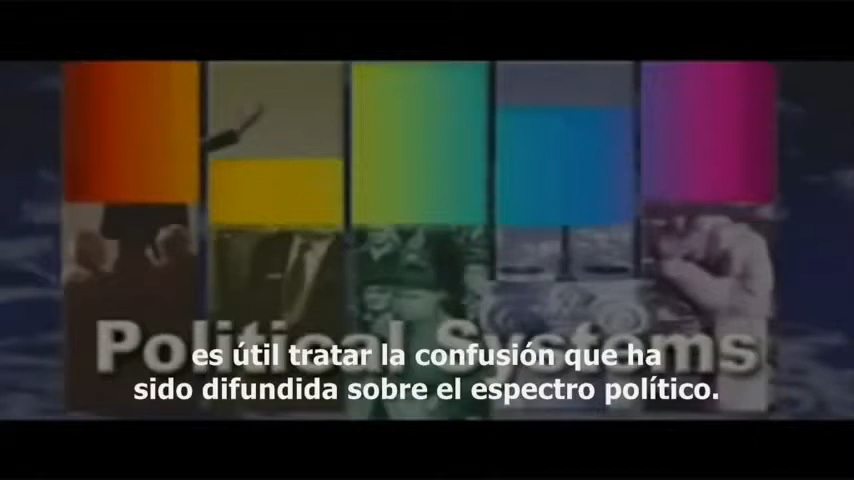 Political Systems
es útil tratar la confusión que ha
sido difundida sobre el espectro político.